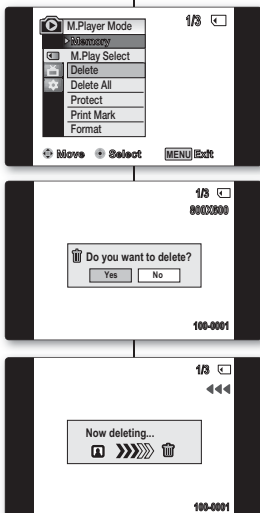 M.Player Mode
1/3
Memory
M.Play Select
Delete
Delete All
Protect
Print Mark
Format
Move Select MENU Exit
1/3
800X600
Do you want to delete?
Yes No
100-0001
1/3
Now deleting...
100-0001